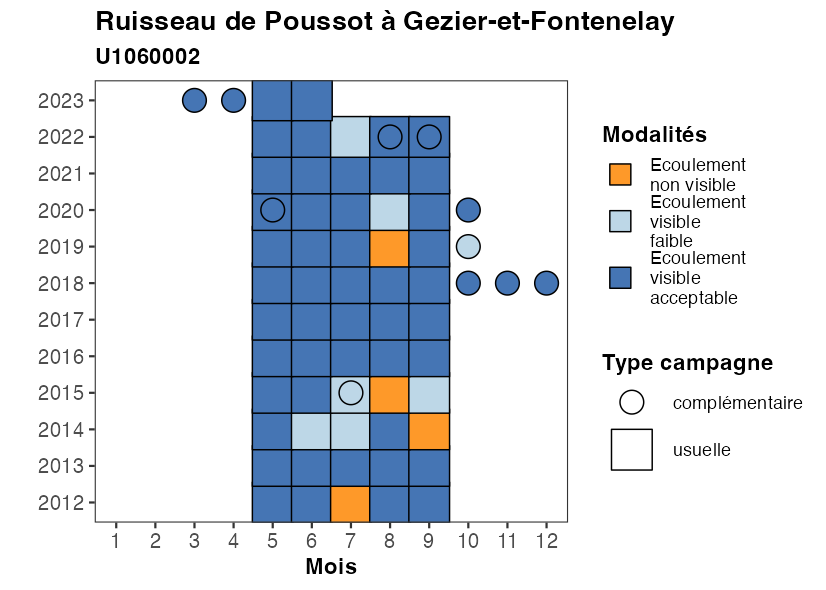 Ruisseau de Poussot à Gezier-et-Fontenelay
U1060002
2023
2022
2021
2020
2019
2018
2017
2016
2015
2014
2013
2012
1 2 3 4 5 6 7 8 9 10 11 12
Mois
Modalités
Ecoulement
non visible
Ecoulement
visible
faible
Ecoulement
visible
acceptable
Type campagne
complémentaire
usuelle